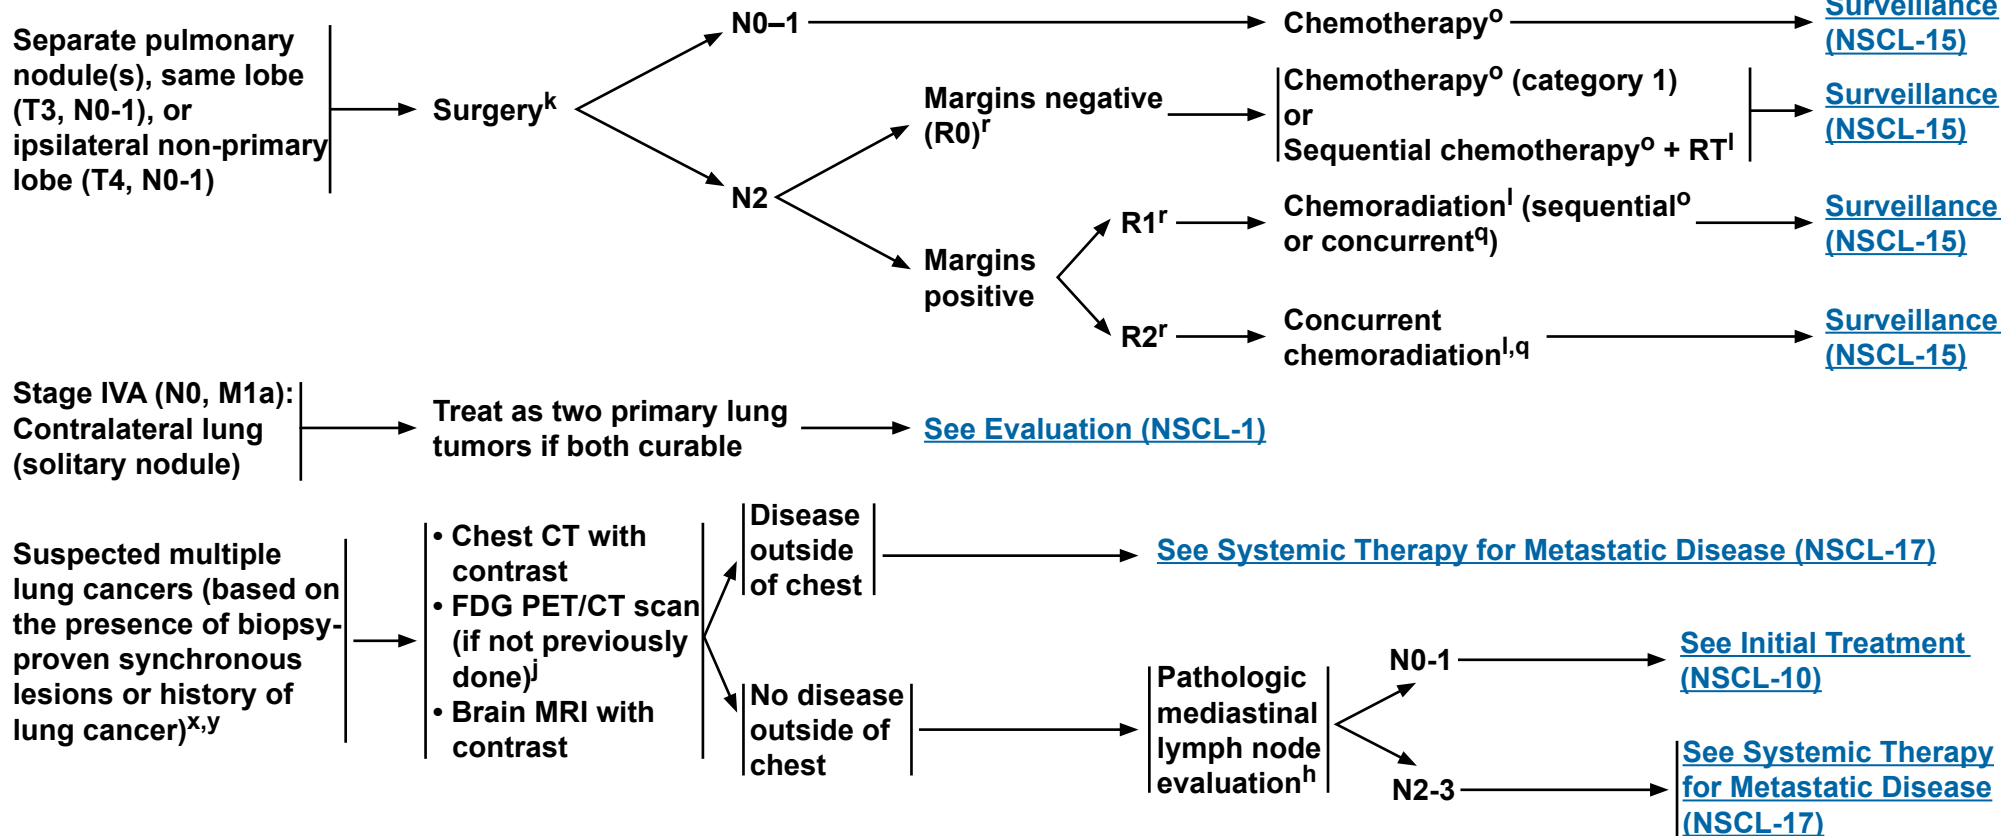 Separate pulmonary
nodule(s), same lobe
(T3, N0-1), or
ipsilateral non-primary
lobe (T4, N0-1)
Surgeryᵏ
N0–1
Chemotherapyᵒ
Surveillance
(NSCL-15)
N2
Margins negative
(R0)ʳ
Chemotherapyᵒ (category 1)
or
Sequential chemotherapyᵒ + RTˡ
Surveillance
(NSCL-15)
Margins
positive
R1ʳ
Chemoradiationˡ (sequentialᵒ
or concurrent^q)
Surveillance
(NSCL-15)
R2ʳ
Concurrent
chemoradiation^l,q
Surveillance
(NSCL-15)
Stage IVA (N0, M1a):
Contralateral lung
(solitary nodule)
Treat as two primary lung
tumors if both curable
See Evaluation (NSCL-1)
Suspected multiple
lung cancers (based on
the presence of biopsy-
proven synchronous
lesions or history of
lung cancer)^x,y
• Chest CT with
contrast
• FDG PET/CT scan
(if not previously
done)ʲ
• Brain MRI with
contrast
Disease
outside
of chest
See Systemic Therapy for Metastatic Disease (NSCL-17)
No disease
outside of
chest
Pathologic
mediastinal
lymph node
evaluationʰ
N0-1
See Initial Treatment
(NSCL-10)
N2-3
See Systemic Therapy
for Metastatic Disease
(NSCL-17)